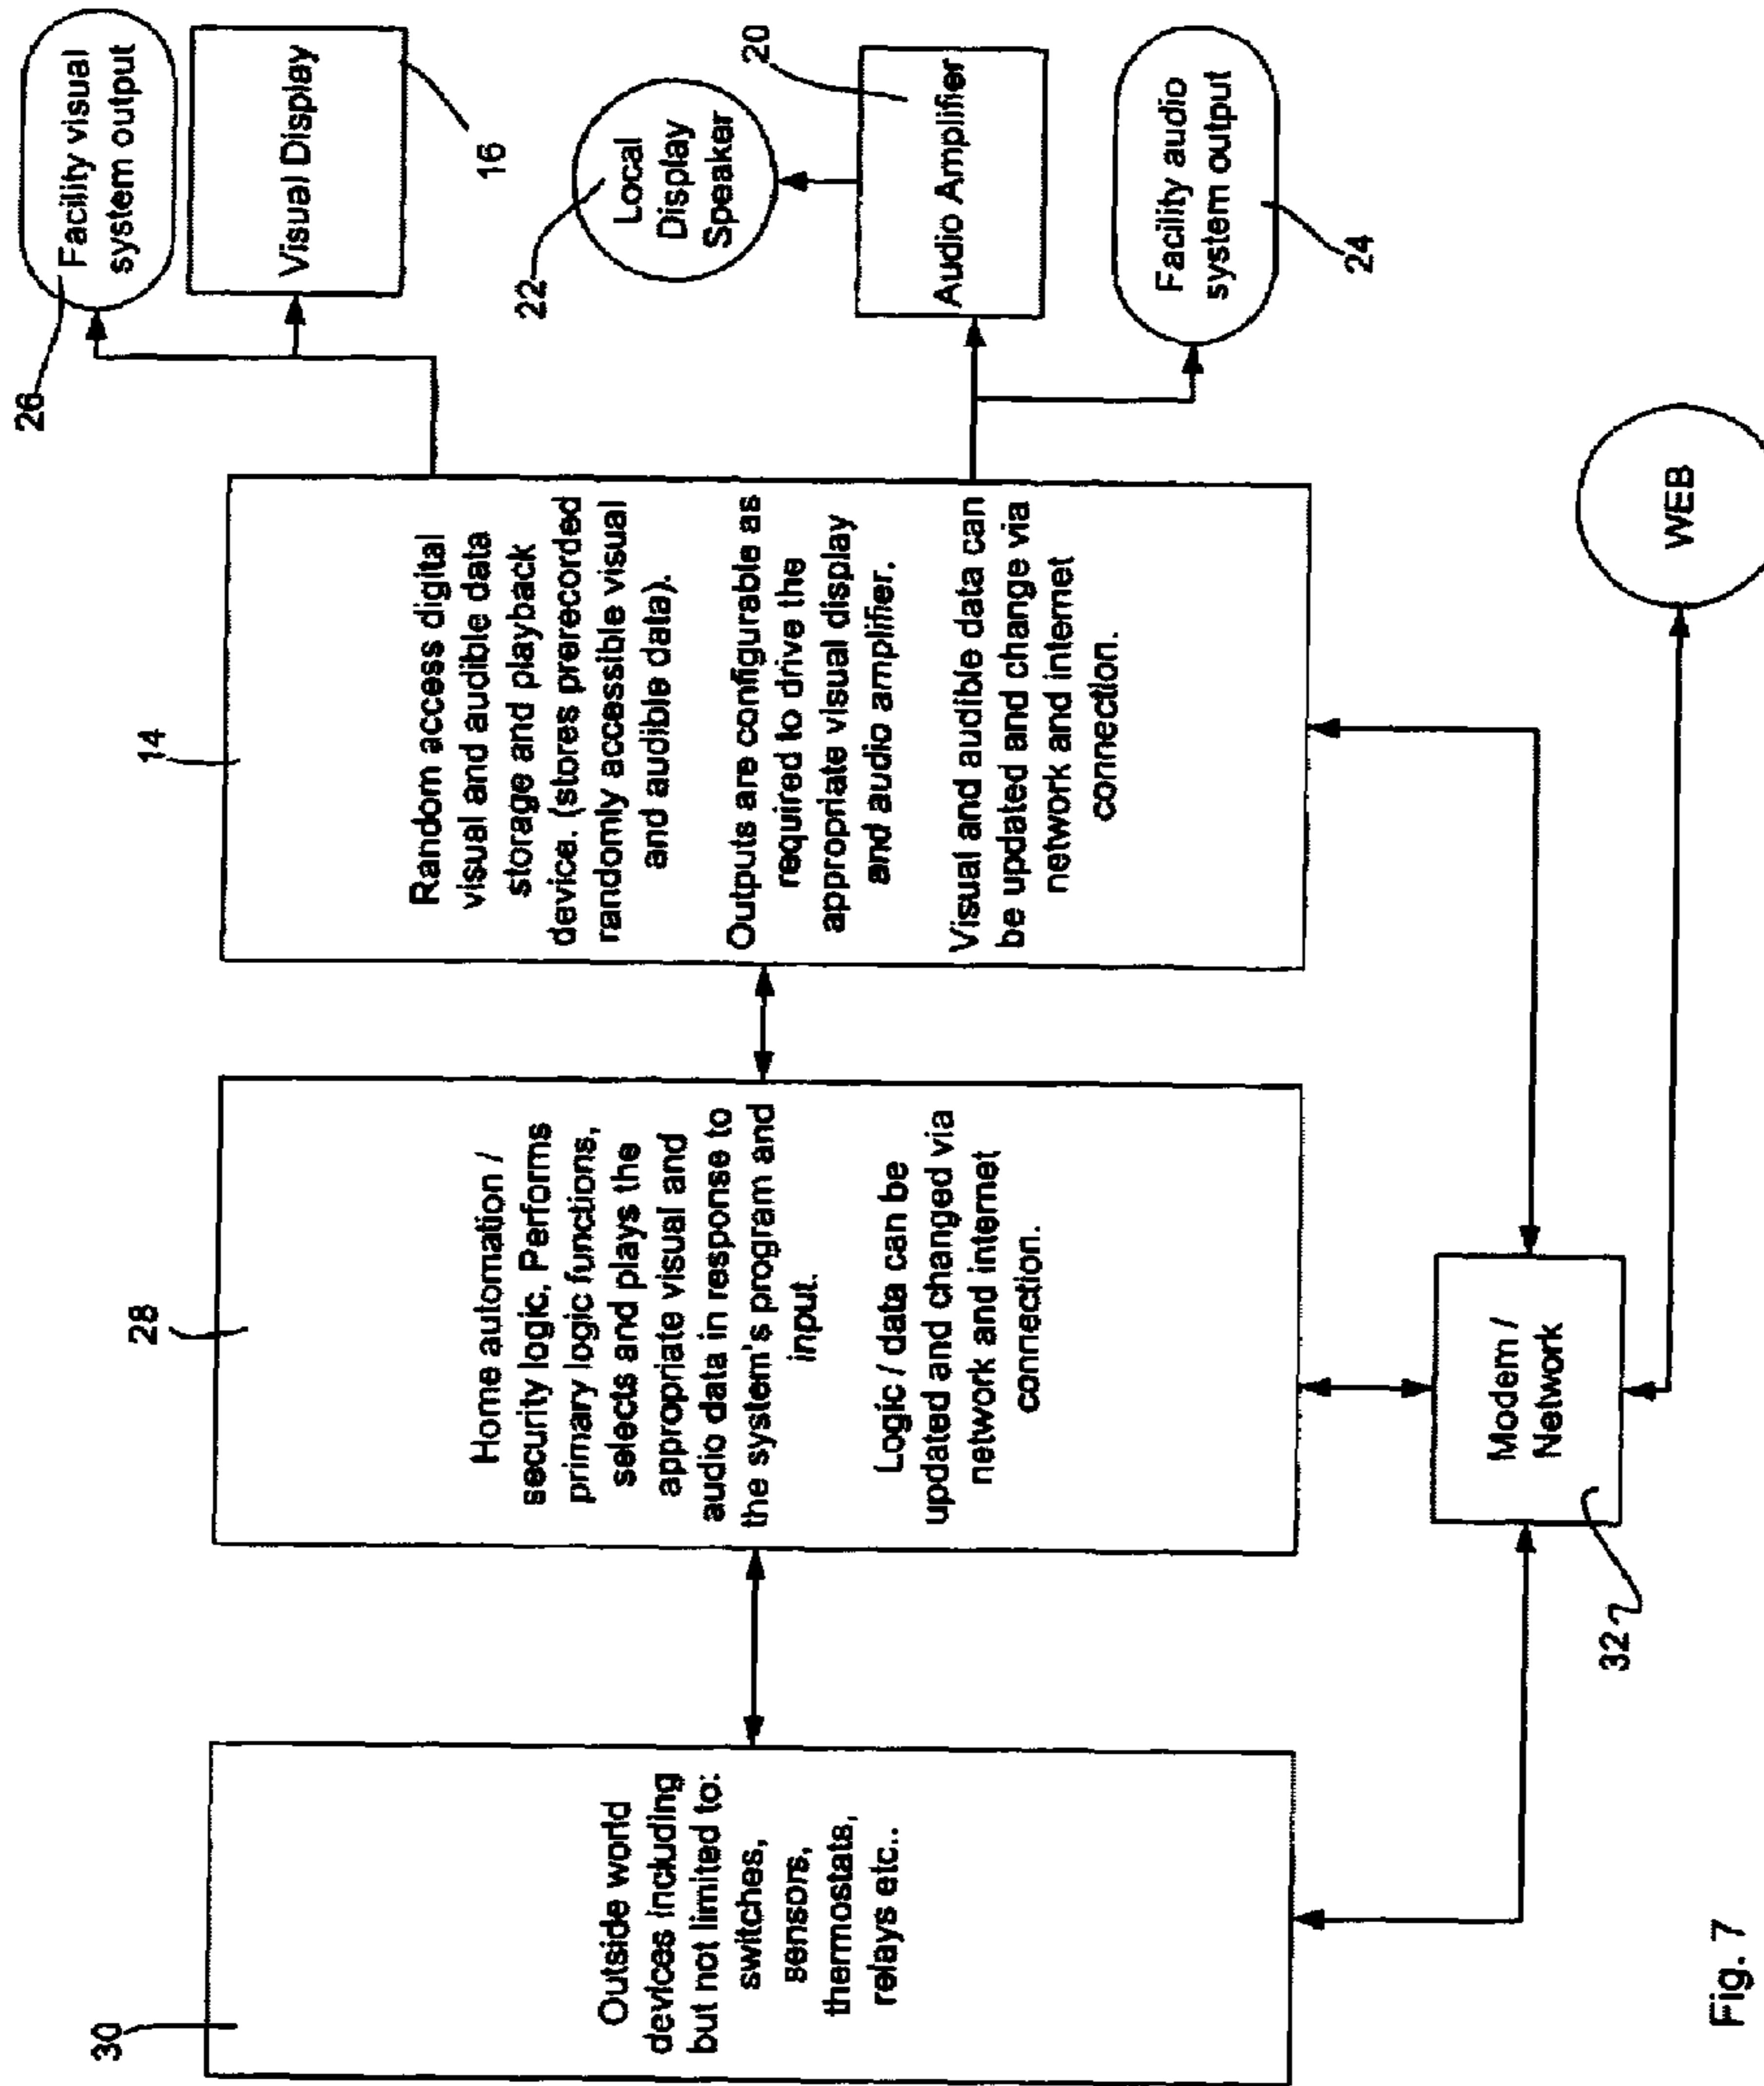 30
Outside world
devices including
but not limited to:
switches,
sensors,
thermostats,
relays etc..
28
Home automation /
security logic. Performs
primary logic functions,
selects and plays the
appropriate visual and
audio data in response to
the system's program and
input.
Logic / data can be
updated and changed via
network and internet
connection.
14
Random access digital
visual and audible data
storage and playback
device. (stores prerecorded
randomly accessible visual
and audible data).
Outputs are configurable as
required to drive the
appropriate visual display
and audio amplifier.
Visual and audible data can
be updated and change via
network and internet
connection.
26
Facility visual
system output
Visual Display
16
22
Local
Display
Speaker
20
Audio Amplifier
Facility audio
system output
24
Modem /
Network
32
WEB
Fig. 7